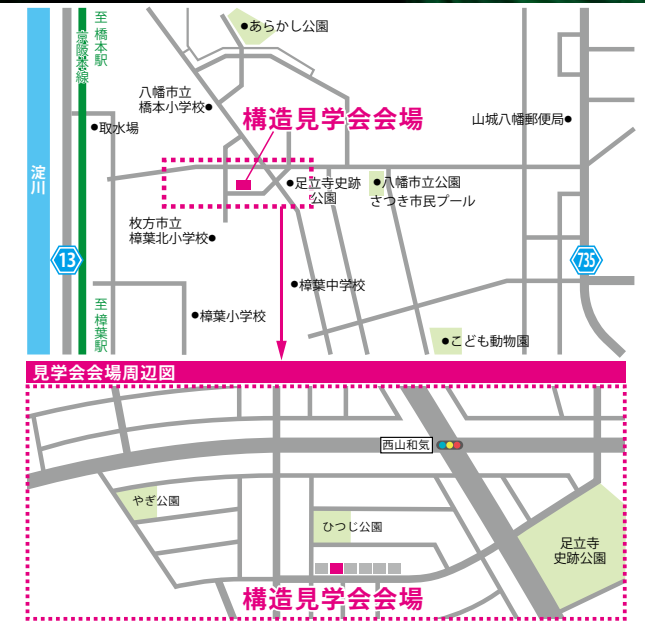 至 橋本駅
京阪本線
あらかし公園
八幡市立
橋本小学校
構造見学会会場
山城八幡郵便局
取水場
淀川
足立寺史跡
公園
八幡市立公園
さつき市民プール
枚方市立
樟葉北小学校
13
735
樟葉中学校
至 樟葉駅
樟葉小学校
こども動物園
見学会会場周辺図
西山和気
やぎ公園
ひつじ公園
足立寺
史跡公園
構造見学会会場